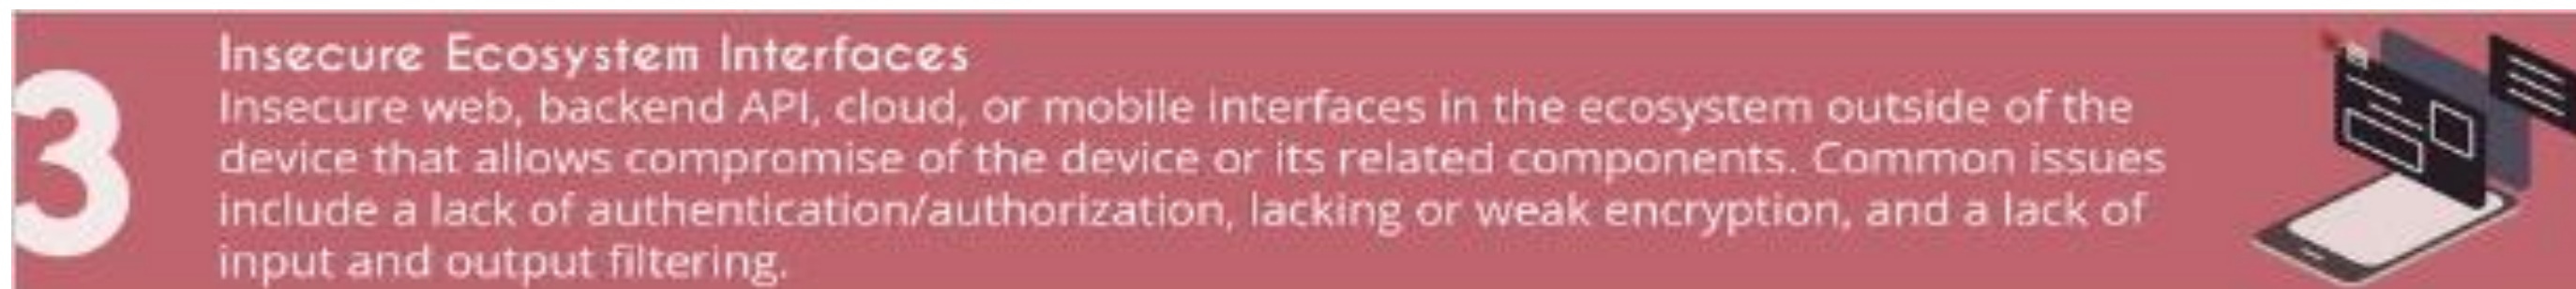 3
Insecure Ecosystem Interfaces
Insecure web, backend API, cloud, or mobile interfaces in the ecosystem outside of the
device that allows compromise of the device or its related components. Common issues
include a lack of authentication/authorization, lacking or weak encryption, and a lack of
input and output filtering.